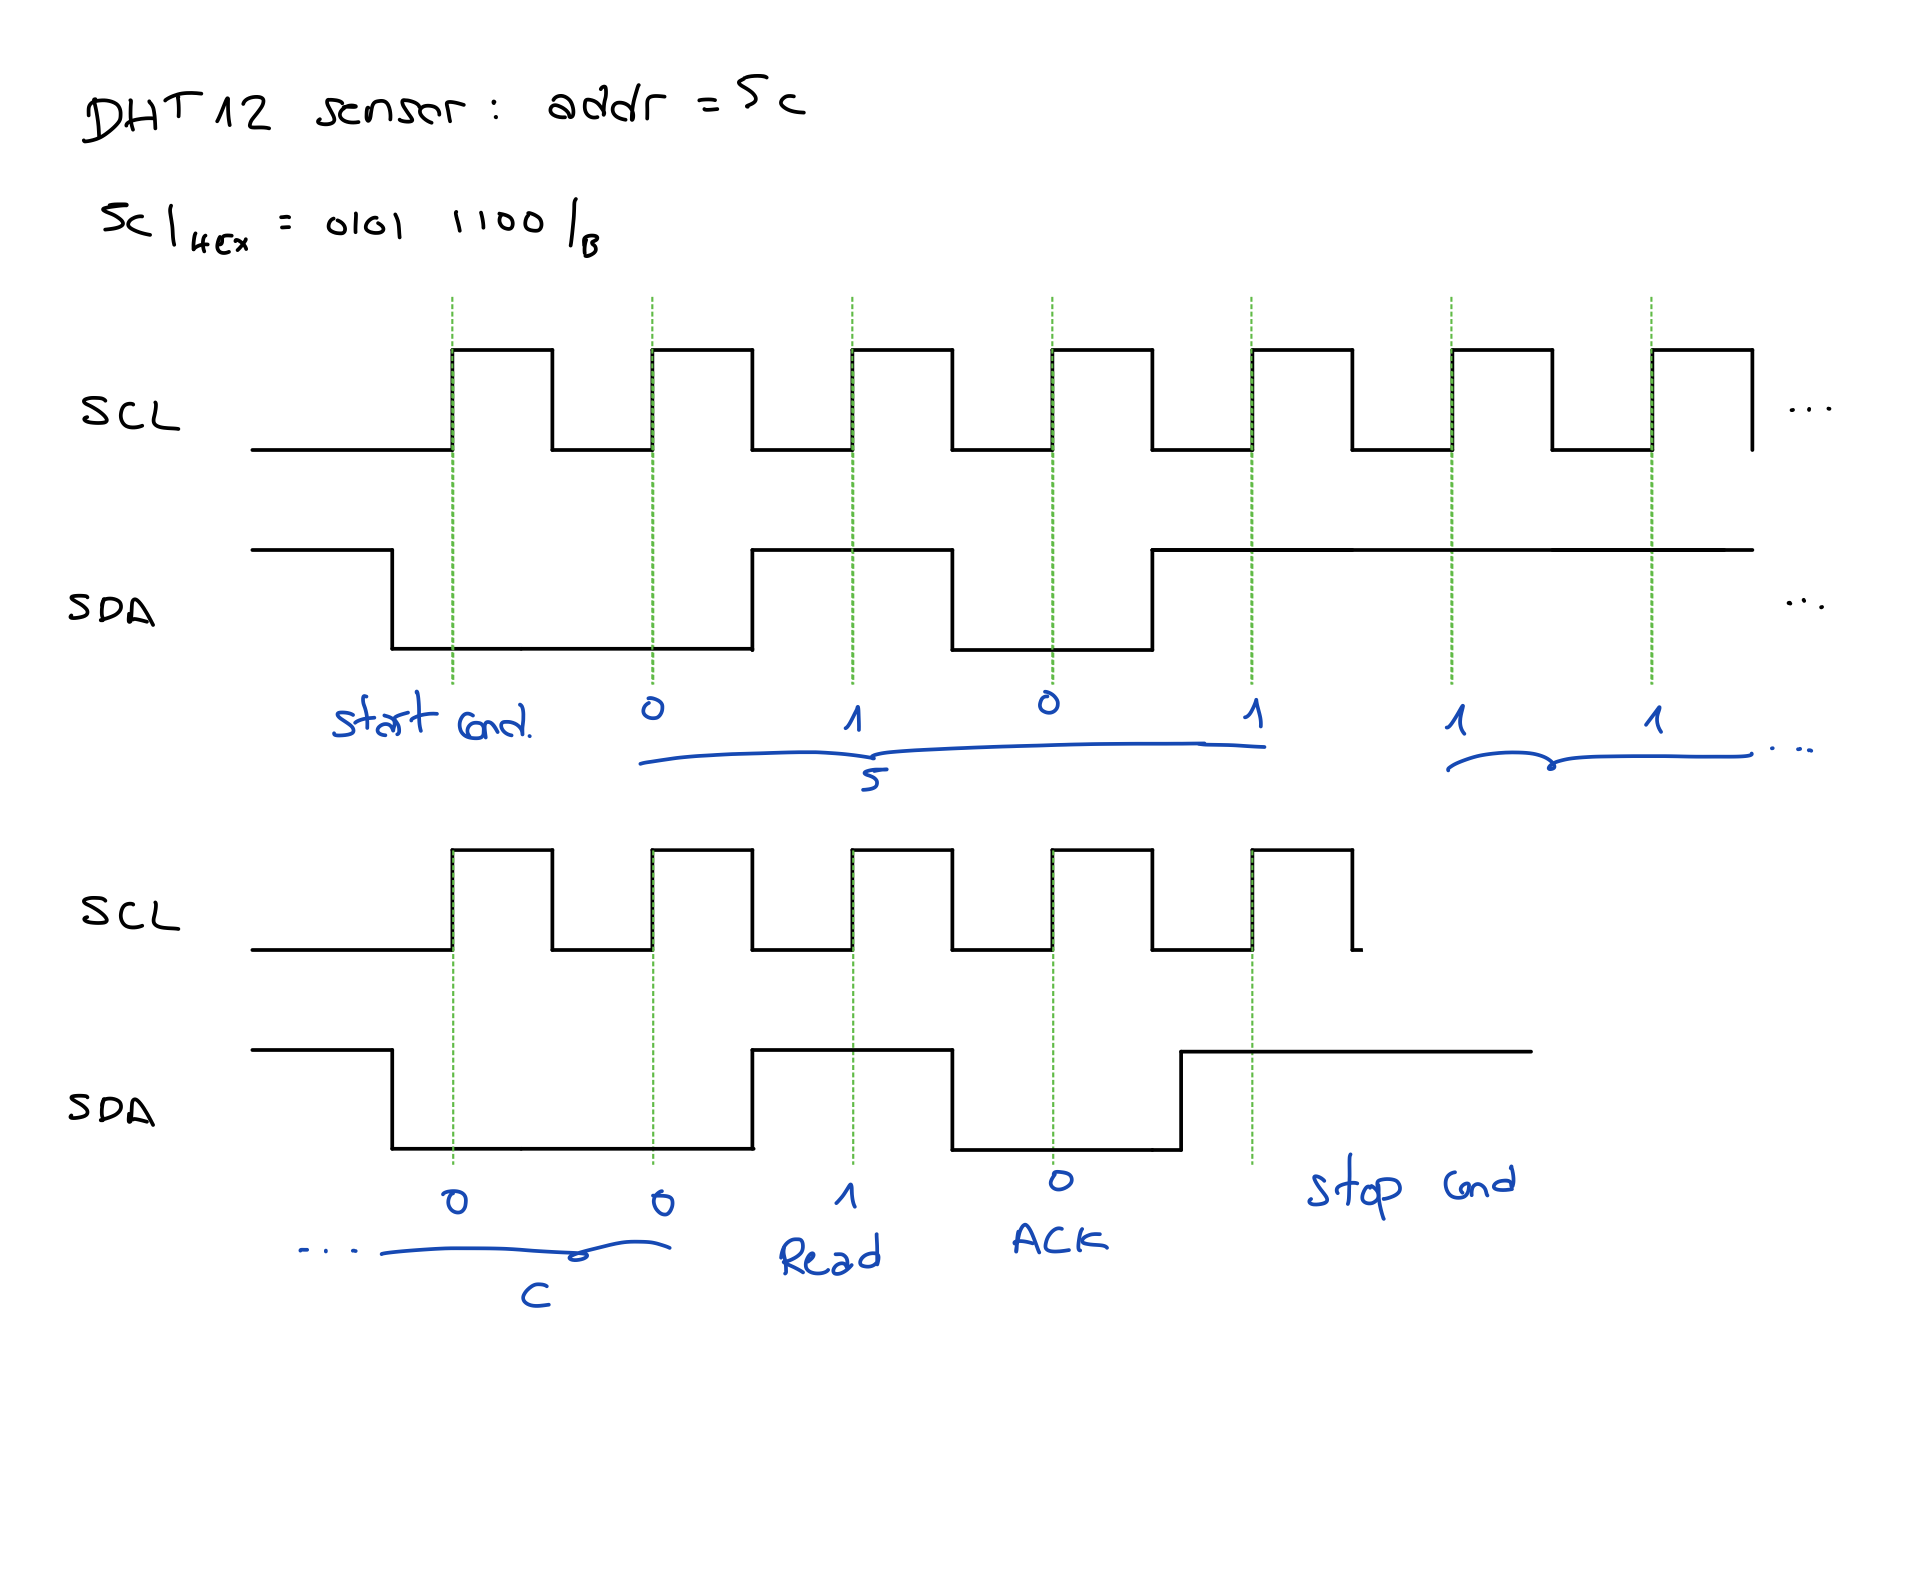 DHT12 sensor: addr = 5c
5c|HEX = 0101 1100|B
SCL ...
SDA ...
start cond. 0 1 0 1 1 1
5 ...
SCL
SDA
0 0 1 0 stop cond
... Read ACK
C